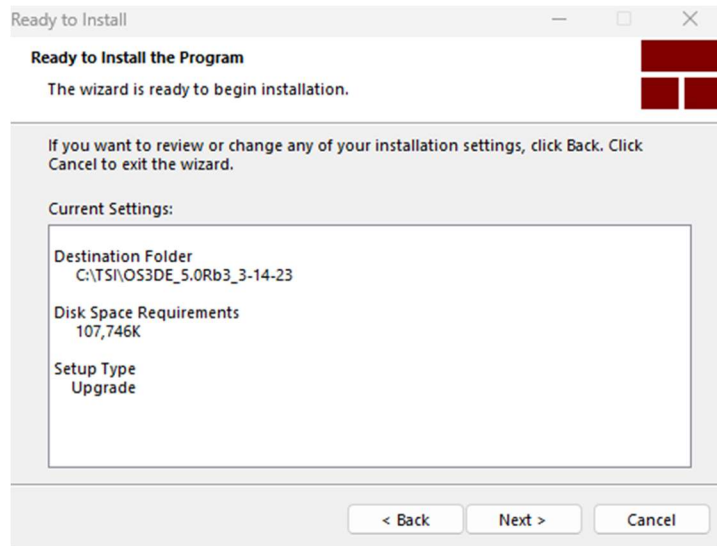 Ready to Install
Ready to Install the Program
The wizard is ready to begin installation.
If you want to review or change any of your installation settings, click Back. Click
Cancel to exit the wizard.
Current Settings:
Destination Folder
C:\TSI\OS3DE_5.0Rb3_3-14-23
Disk Space Requirements
107,746K
Setup Type
Upgrade
< Back
Next >
Cancel